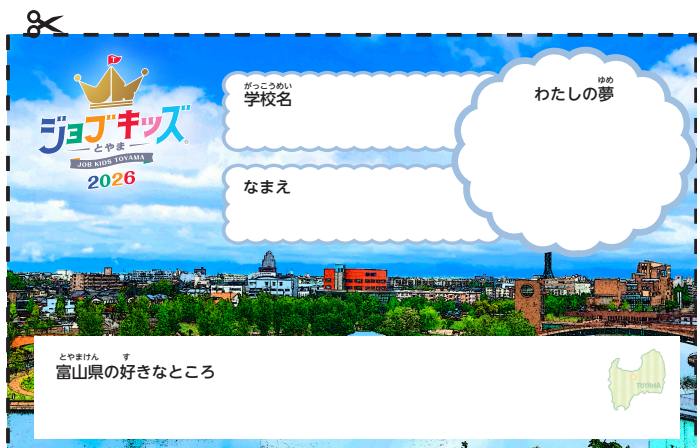 ジョブキッズ
とやま
JOB KIDS TOYAMA
2026
がっこうめい
学校名
なまえ
ゆめ
わたしの夢
とやまけん す
富山県の好きなところ
TOYAMA